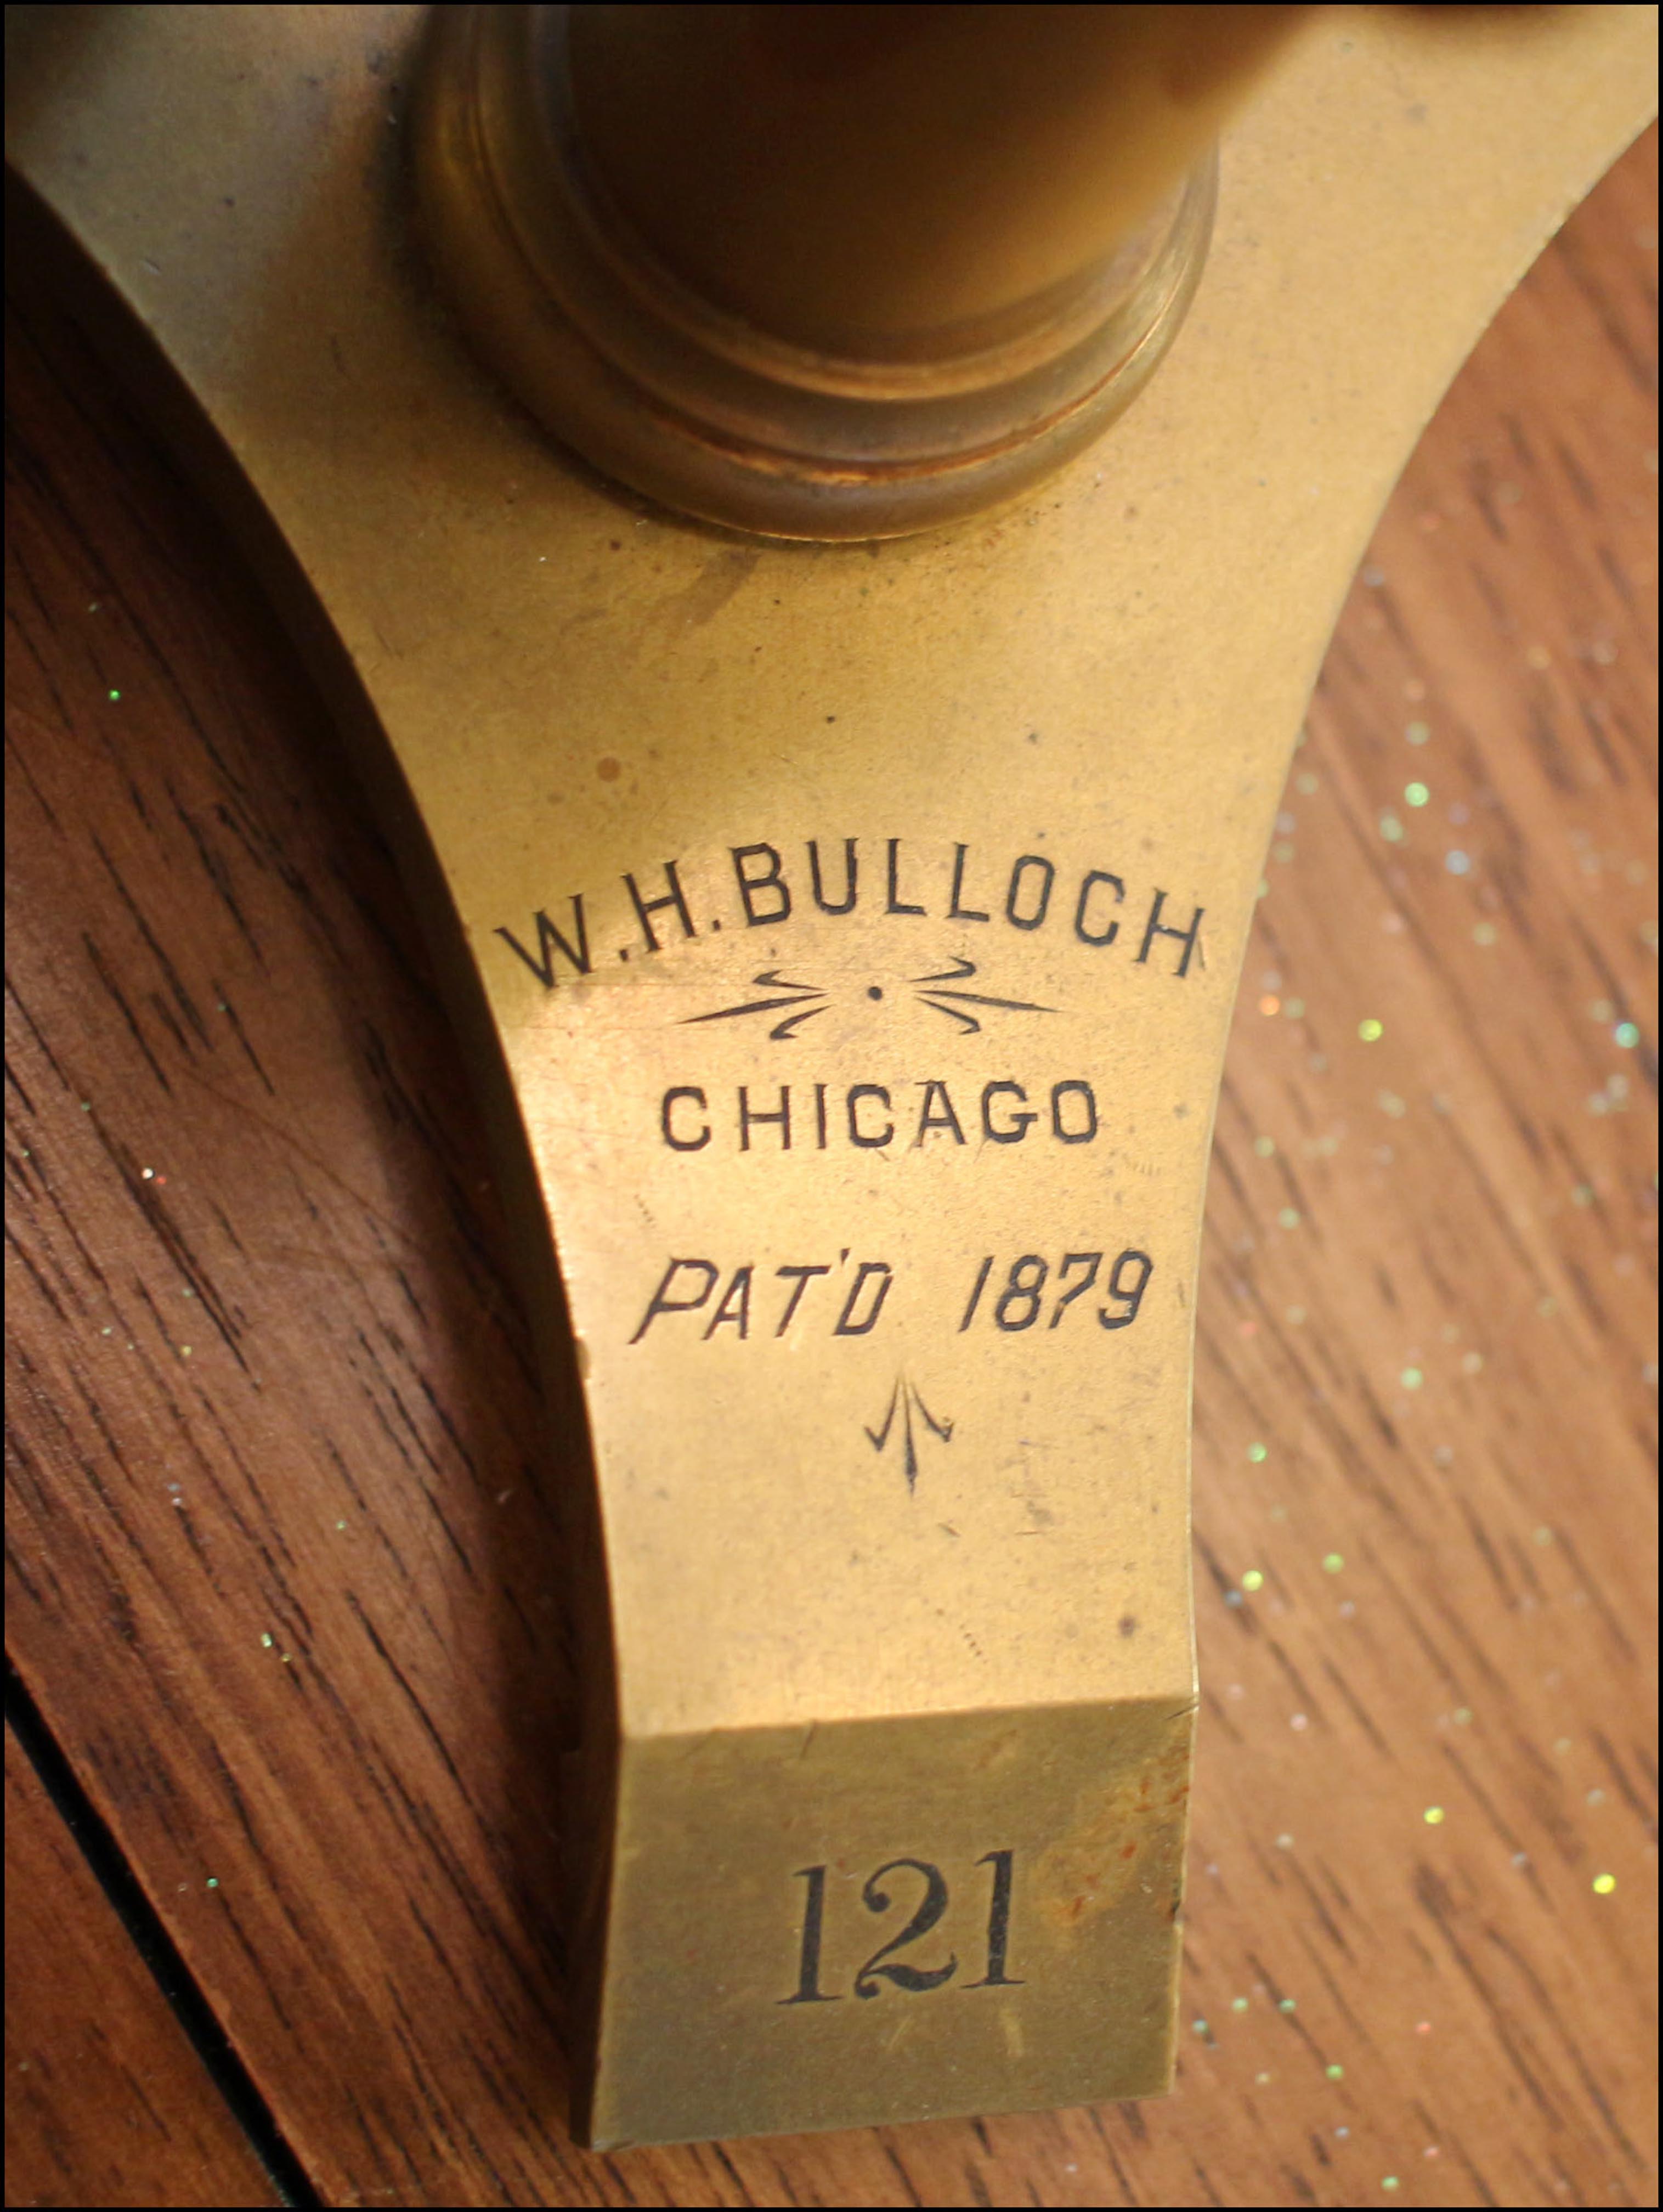 W.H.BULLOCH
CHICAGO
PAT'D 1879
121